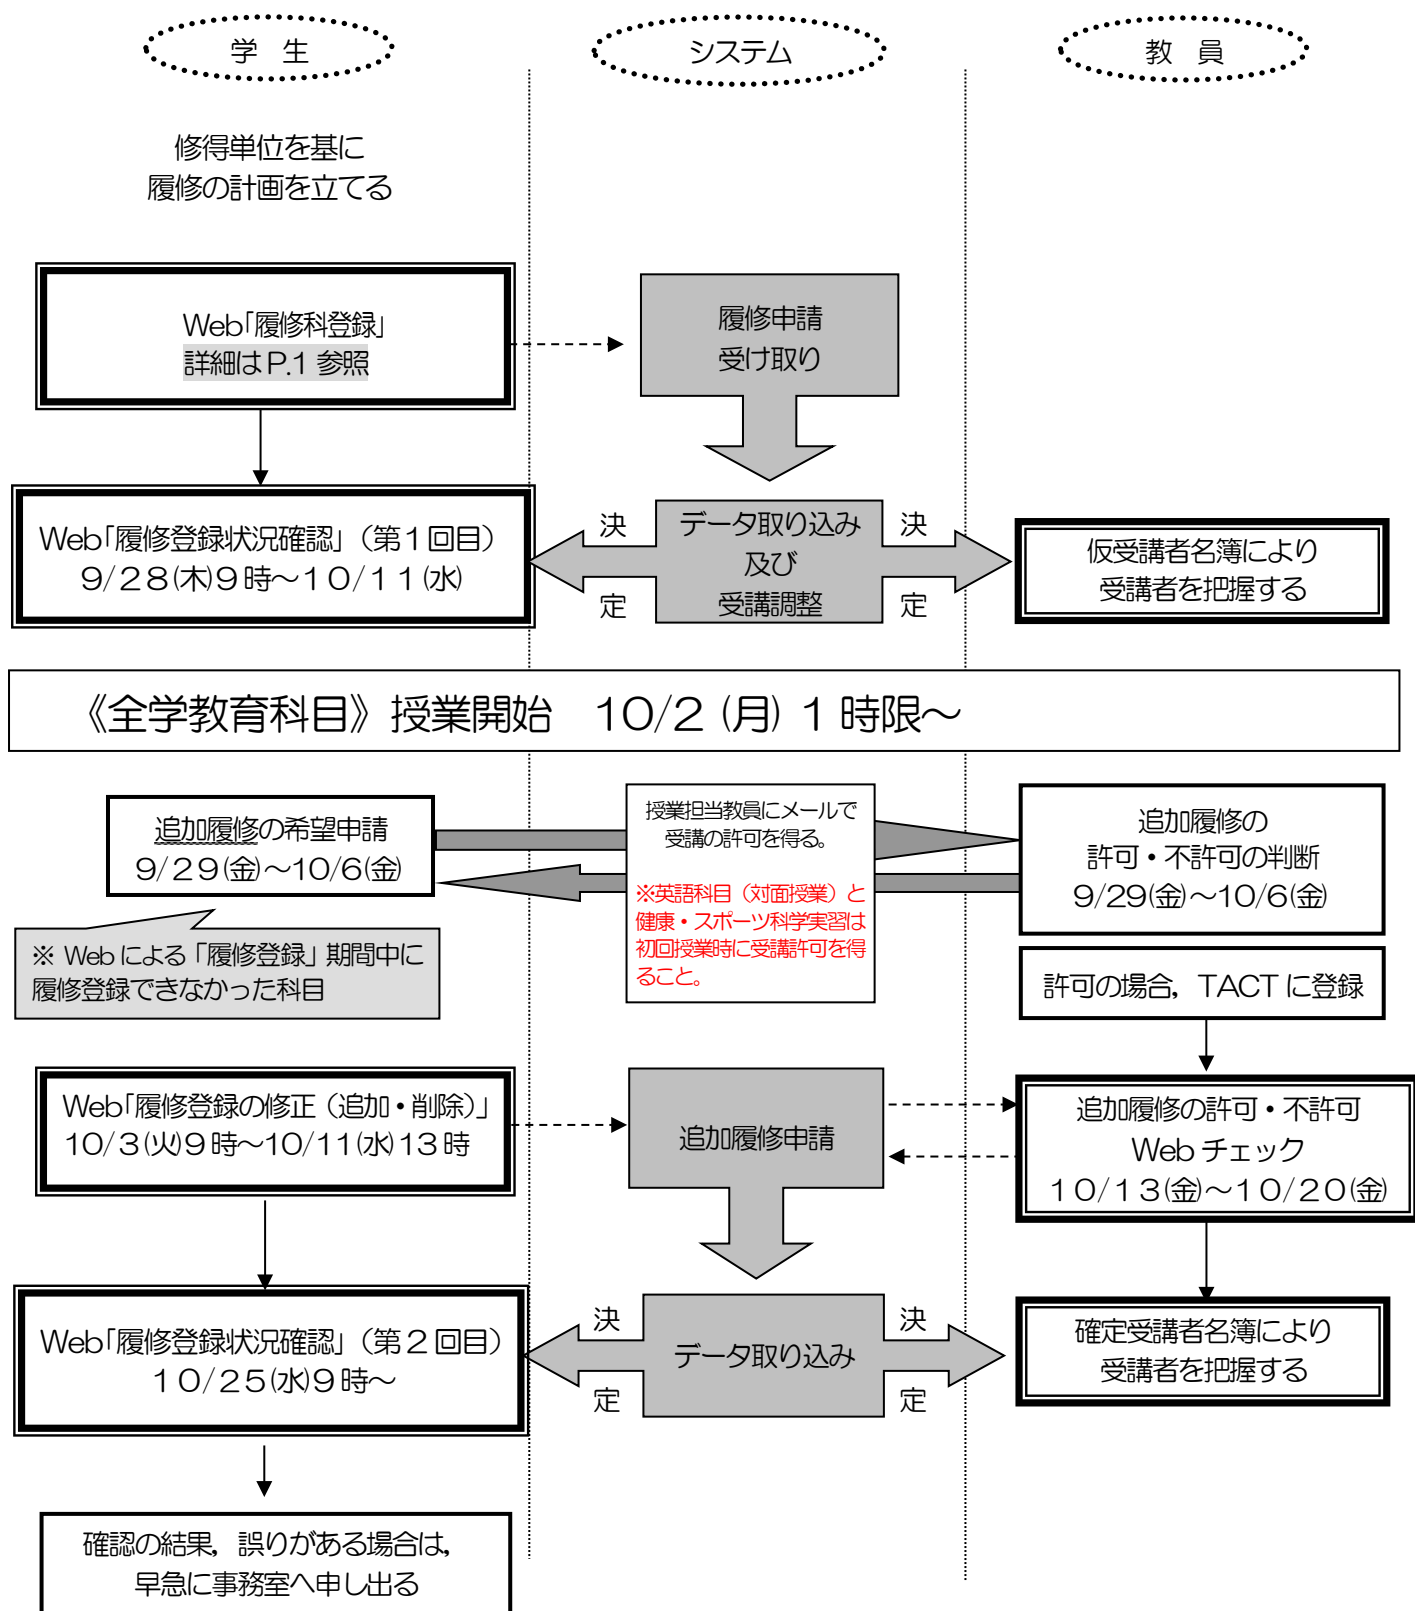 学 生
システム
教 員
修得単位を基に
履修の計画を立てる
Web「履修科登録」
詳細はP.1 参照
履修申請
受け取り
Web「履修登録状況確認」（第１回目）
９/２８(木)９時～１０/１１(水)
決
定
データ取り込み
及び
受講調整
決
定
仮受講者名簿により
受講者を把握する
《全学教育科目》授業開始　10/2 (月) 1 時限～
追加履修の希望申請
９/２９(金)～10/6(金)
※ Web による「履修登録」期間中に
履修登録できなかった科目
授業担当教員にメールで
受講の許可を得る。
※英語科目（対面授業）と
健康・スポーツ科学実習は
初回授業時に受講許可を得
ること。
追加履修の
許可・不許可の判断
９/２９(金)～10/6(金)
許可の場合，TACT に登録
Web「履修登録の修正（追加・削除）」
10/3(火)９時～10/11(水)13時
追加履修申請
追加履修の許可・不許可
Web チェック
１０/１３(金)～１０/２０(金)
Web「履修登録状況確認」（第２回目）
１０/２５(水)９時～
決
定
データ取り込み
決
定
確定受講者名簿により
受講者を把握する
確認の結果，誤りがある場合は，
早急に事務室へ申し出る